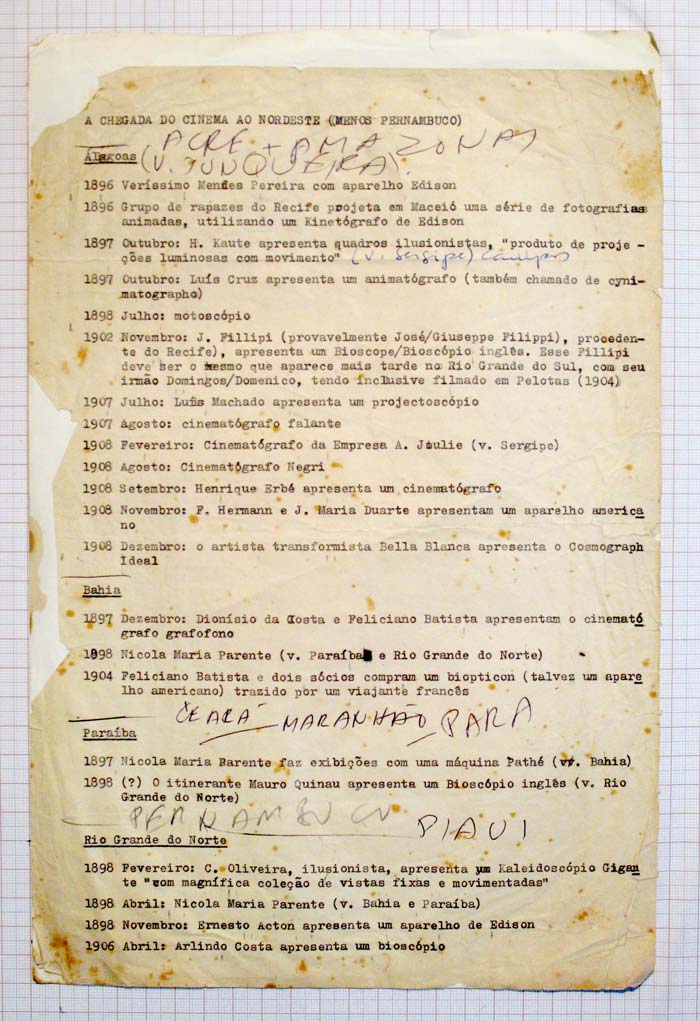 A CHEGADA DO CINEMA AO NORDESTE (MENOS PERNAMBUCO)
ACRE + AMAZONAS
Alagoas (V. JUNQUEIRA).
1896 Veríssimo Mendes Pereira com aparelho Edison
1896 Grupo de rapazes do Recife projeta em Maceió uma série de fotografias
animadas, utilizando um Kinetógrafo de Edison
1897 Outubro: H. Kaute apresenta quadros ilusionistas, "produto de proje -
ções luminosas com movimento" (V. Sergipe) Campos
1897 Outubro: Luís Cruz apresenta um animatógrafo (também chamado de cyni-
matographo)
1898 Julho: motoscópio
1902 Novembro: J. Fillipi (provavelmente José/Giuseppe Filippi), proceden-
te do Recife), apresenta um Bioscope/Bioscópio inglês. Esse Fillipi
deve ser o mesmo que aparece mais tarde no Rio Grande do Sul, com seu
irmão Domingos/Domenico, tendo inclusive filmado em Pelotas (1904)
1907 Julho: Luís Machado apresenta um projectoscópio
1907 Agosto: cinematógrafo falante
1908 Fevereiro: Cinematógrafo da Empresa A. Joulie (v. Sergipe)
1908 Agosto: Cinematógrafo Negri
1908 Setembro: Henrique Erbé apresenta um cinematógrafo
1908 Novembro: F. Hermann e J. Maria Duarte apresentam um aparelho america
no
1908 Dezembro: o artista transformista Bella Blanca apresenta o Cosmograph
Ideal
Bahia
1897 Dezembro: Dionísio da Costa e Feliciano Batista apresentam o cinemató
grafo grafofono
1898 Nicola Maria Parente (v. Paraíba e Rio Grande do Norte)
1904 Feliciano Batista e dois sócios compram um biopticon (talvez um apare
lho americano) trazido por um viajante francês
CEARÁ MARANHÃO PARÁ
Paraíba
1897 Nicola Maria Rarente faz exibições com uma máquina Pathé (v. Bahia)
1898 (?) O itinerante Mauro Quinau apresenta um Bioscópio inglês (v. Rio
Grande do Norte)
PERNAMBUCO PIAUI
Rio Grande do Norte
1898 Fevereiro: C. Oliveira, ilusionista, apresenta um Kaleidoscópio Gigan
te "com magnífica coleção de vistas fixas e movimentadas"
1898 Abril: Nicola Maria Parente (v. Bahia e Paraíba)
1898 Novembro: Ernesto Acton apresenta um aparelho de Edison
1906 Abril: Arlindo Costa apresenta um bioscópio